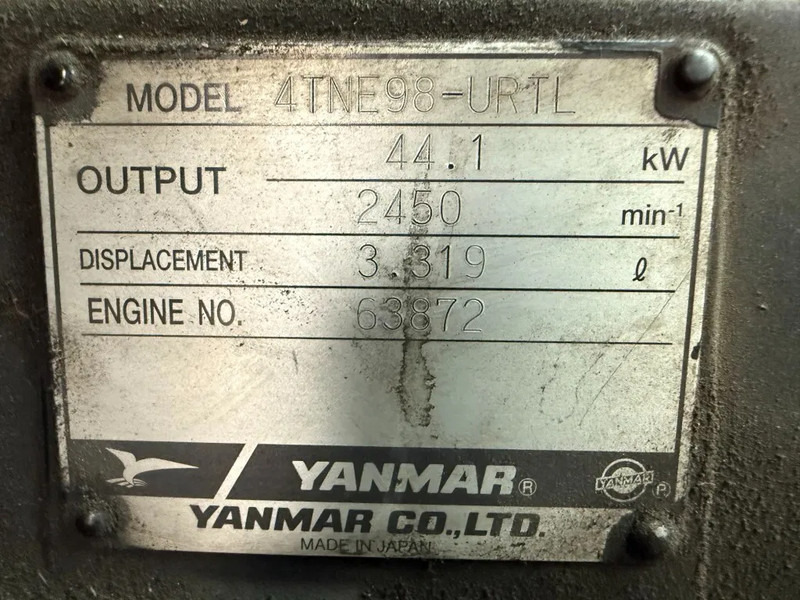 MODEL 4TNE98-URTL
OUTPUT 44.1 kW
2450 min-1
DISPLACEMENT 3.319 ℓ
ENGINE NO. 63872
YANMAR ® YANMAR P
YANMAR CO.,LTD.
MADE IN JAPAN